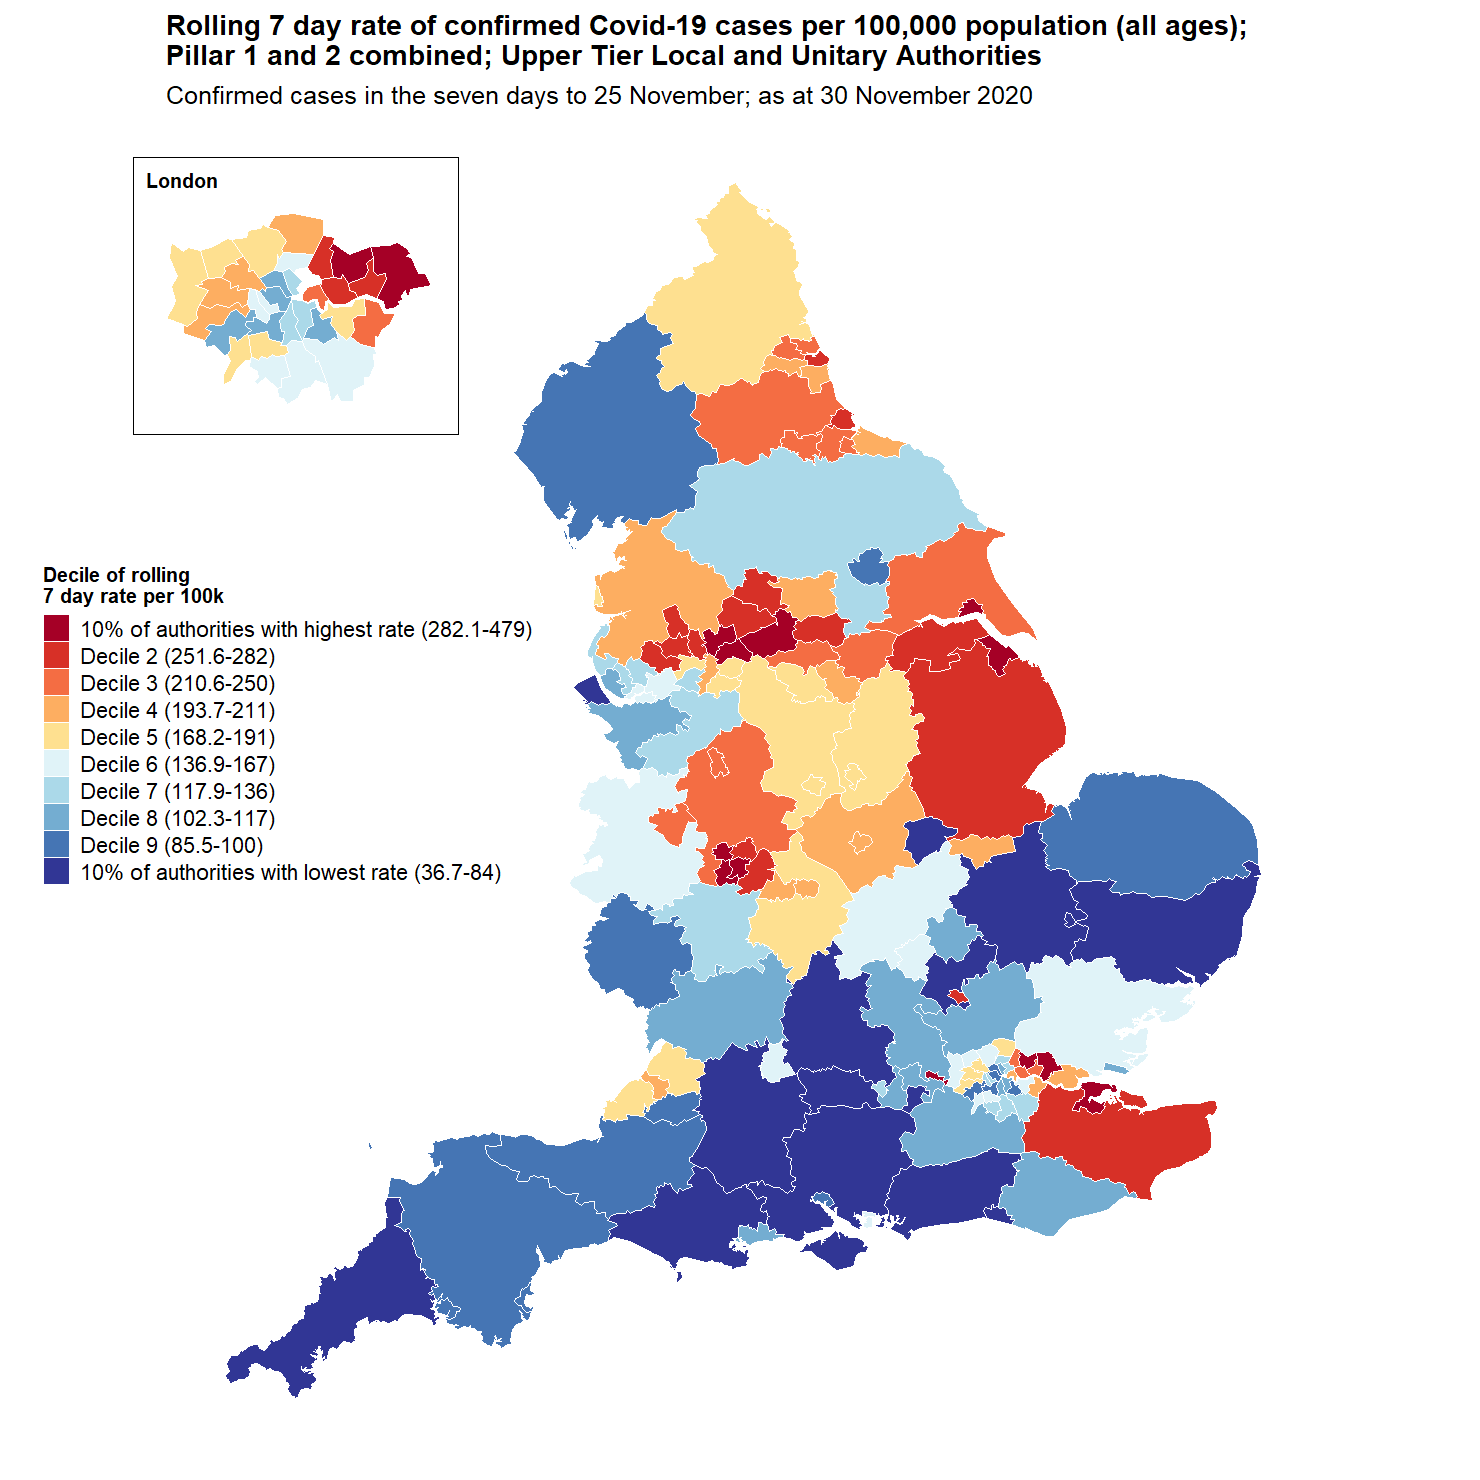 Rolling 7 day rate of confirmed Covid-19 cases per 100,000 population (all ages);
Pillar 1 and 2 combined; Upper Tier Local and Unitary Authorities
Confirmed cases in the seven days to 25 November; as at 30 November 2020
London
Decile of rolling
7 day rate per 100k
10% of authorities with highest rate (282.1-479)
Decile 2 (251.6-282)
Decile 3 (210.6-250)
Decile 4 (193.7-211)
Decile 5 (168.2-191)
Decile 6 (136.9-167)
Decile 7 (117.9-136)
Decile 8 (102.3-117)
Decile 9 (85.5-100)
10% of authorities with lowest rate (36.7-84)